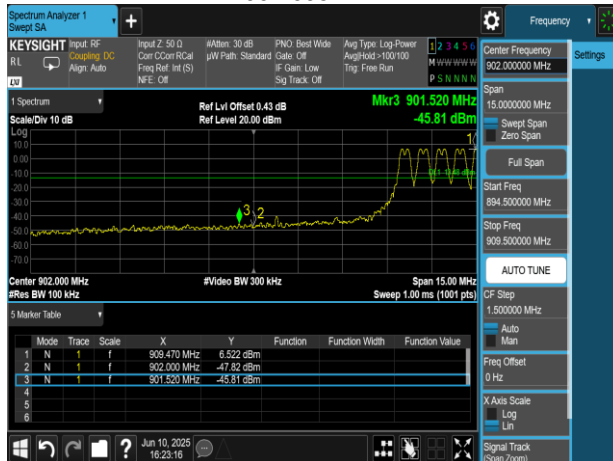 Spectrum Analyzer 1
Swept SA
Frequency
KEYSIGHT Input: RF Input Z: 50 Ω #Atten: 30 dB PNO: Best Wide Avg Type: Log-Power 1 2 3 4 5 6
RL Coupling: DC Corr CCorr RCal µW Path: Standard Gate: Off Avg|Hold:>100/100 M W W W W W
Align: Auto Freq Ref: Int (S) IF Gain: Low Trig: Free Run
NFE: Off Sig Track: Off P S N N N N
LXI
1 Spectrum
Scale/Div 10 dB
Ref Lvl Offset 0.43 dB
Ref Level 20.00 dBm
Mkr3 901.520 MHz
-45.81 dBm
Log
10.0
0.00
-10.0
-20.0
-30.0
-40.0
-50.0
-60.0
-70.0
1
3
2
Center 902.000 MHz #Video BW 300 kHz Span 15.00 MHz
#Res BW 100 kHz Sweep 1.00 ms (1001 pts)
5 Marker Table
Mode Trace Scale X Y Function Function Width Function Value
1 N 1 f 909.470 MHz 6.522 dBm
2 N 1 f 902.000 MHz -47.82 dBm
3 N 1 f 901.520 MHz -45.81 dBm
4
5
6
Jun 10, 2025
16:23:16
Center Frequency
902.000000 MHz
Settings
Span
15.0000000 MHz
Swept Span
Zero Span
Full Span
Start Freq
894.500000 MHz
Stop Freq
909.500000 MHz
AUTO TUNE
CF Step
1.500000 MHz
Auto
Man
Freq Offset
0 Hz
X Axis Scale
Log
Lin
Signal Track
(Span Zoom)